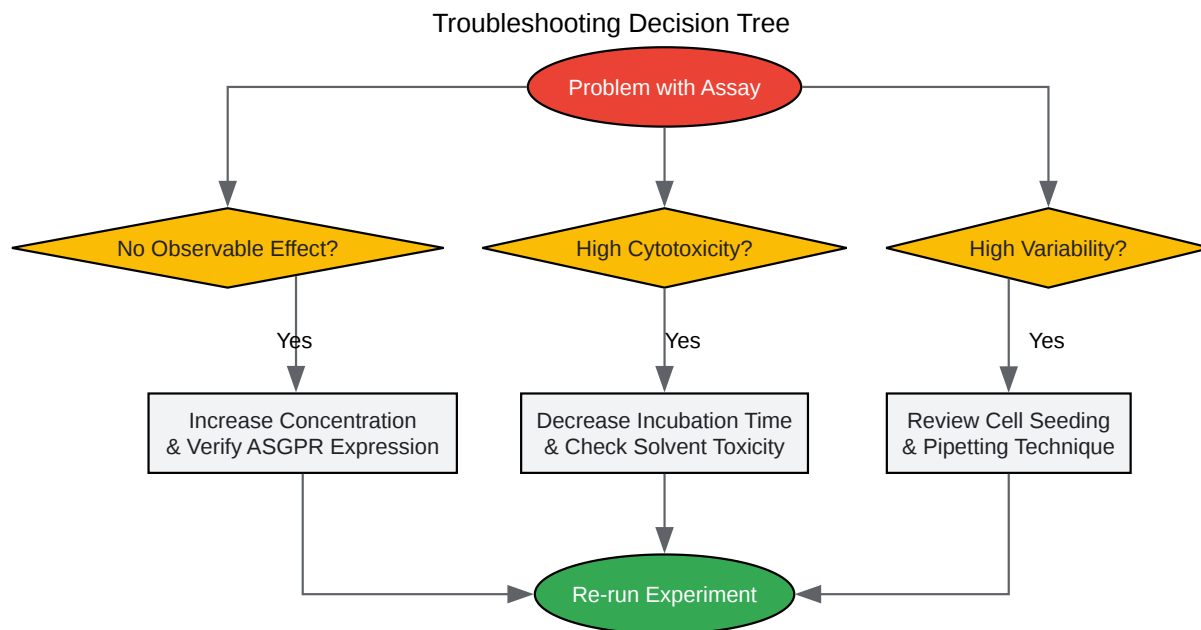 Troubleshooting Decision Tree
Problem with Assay
No Observable Effect?
High Cytotoxicity?
High Variability?
Yes
Yes
Yes
Increase Concentration
& Verify ASGPR Expression
Decrease Incubation Time
& Check Solvent Toxicity
Review Cell Seeding
& Pipetting Technique
Re-run Experiment